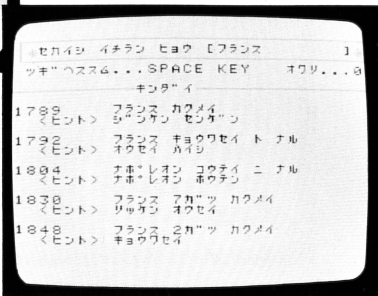 セカイシ イチラン ヒョウ [フランス ]
ツギ゛ヘススム...SPACE KEY オワリ...0
キンタ゛イ
1789 フランス カクメイ
<ヒント> シ゛ンケン センケ゛ン
1792 フランス キョウワセイ ト ナル
<ヒント> オウセイ ハイシ
1804 ナホ゜レオン コウテイ ニ ナル
<ヒント> ナホ゜レオン ホウテン
1830 フランス 7カ゛ツ カクメイ
<ヒント> リッケン オウセイ
1848 フランス 2カ゛ツ カクメイ
<ヒント> キョウワセイ